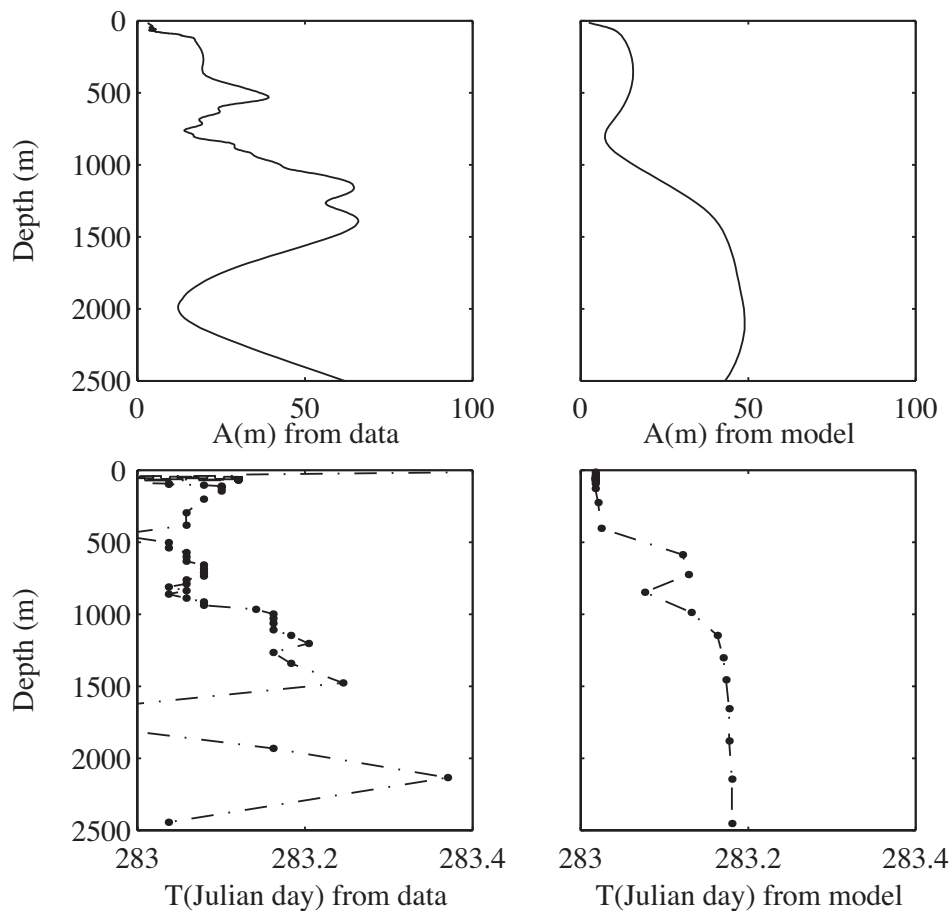 0
500
1000
1500
2000
2500
Depth (m)
0 50 100
A(m) from data
0 50 100
A(m) from model
0
500
1000
1500
2000
2500
Depth (m)
283 283.2 283.4
T(Julian day) from data
283 283.2 283.4
T(Julian day) from model